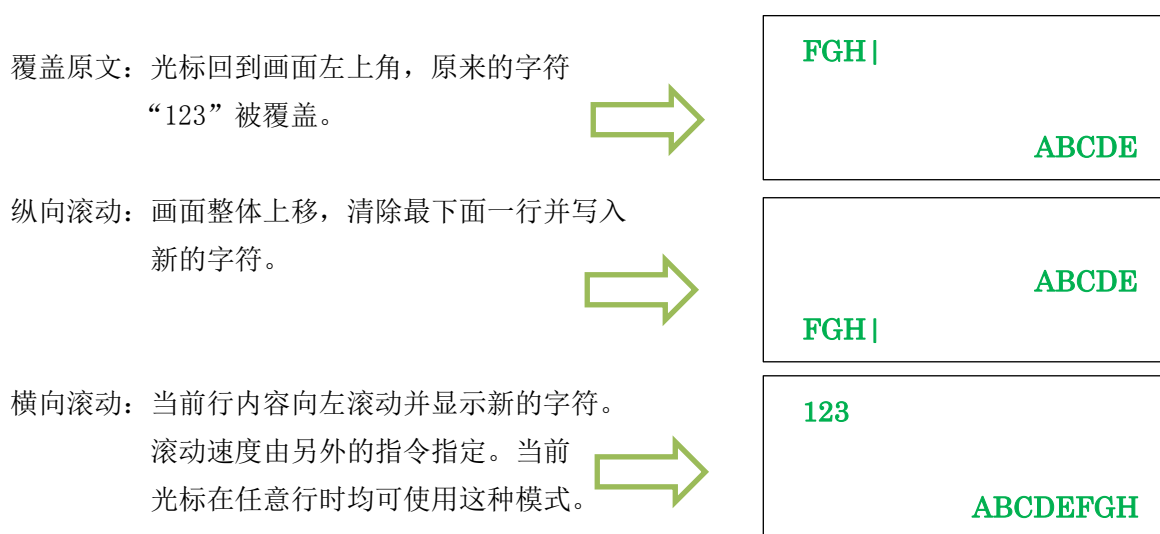 FGH|
覆盖原文：光标回到画面左上角，原来的字符
“123”被覆盖。
ABCDE
纵向滚动：画面整体上移，清除最下面一行并写入
新的字符。
ABCDE
FGH|
横向滚动：当前行内容向左滚动并显示新的字符。
123
滚动速度由另外的指令指定。当前
光标在任意行时均可使用这种模式。
ABCDEFGH